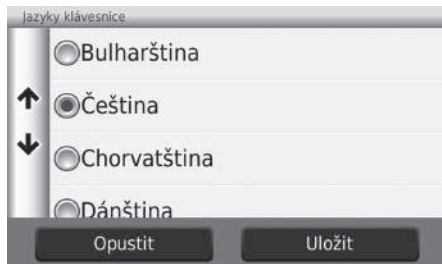 Jazyky klávesnice
Bulharština
Čeština
Chorvatština
Dánština
Opustit
Uložit